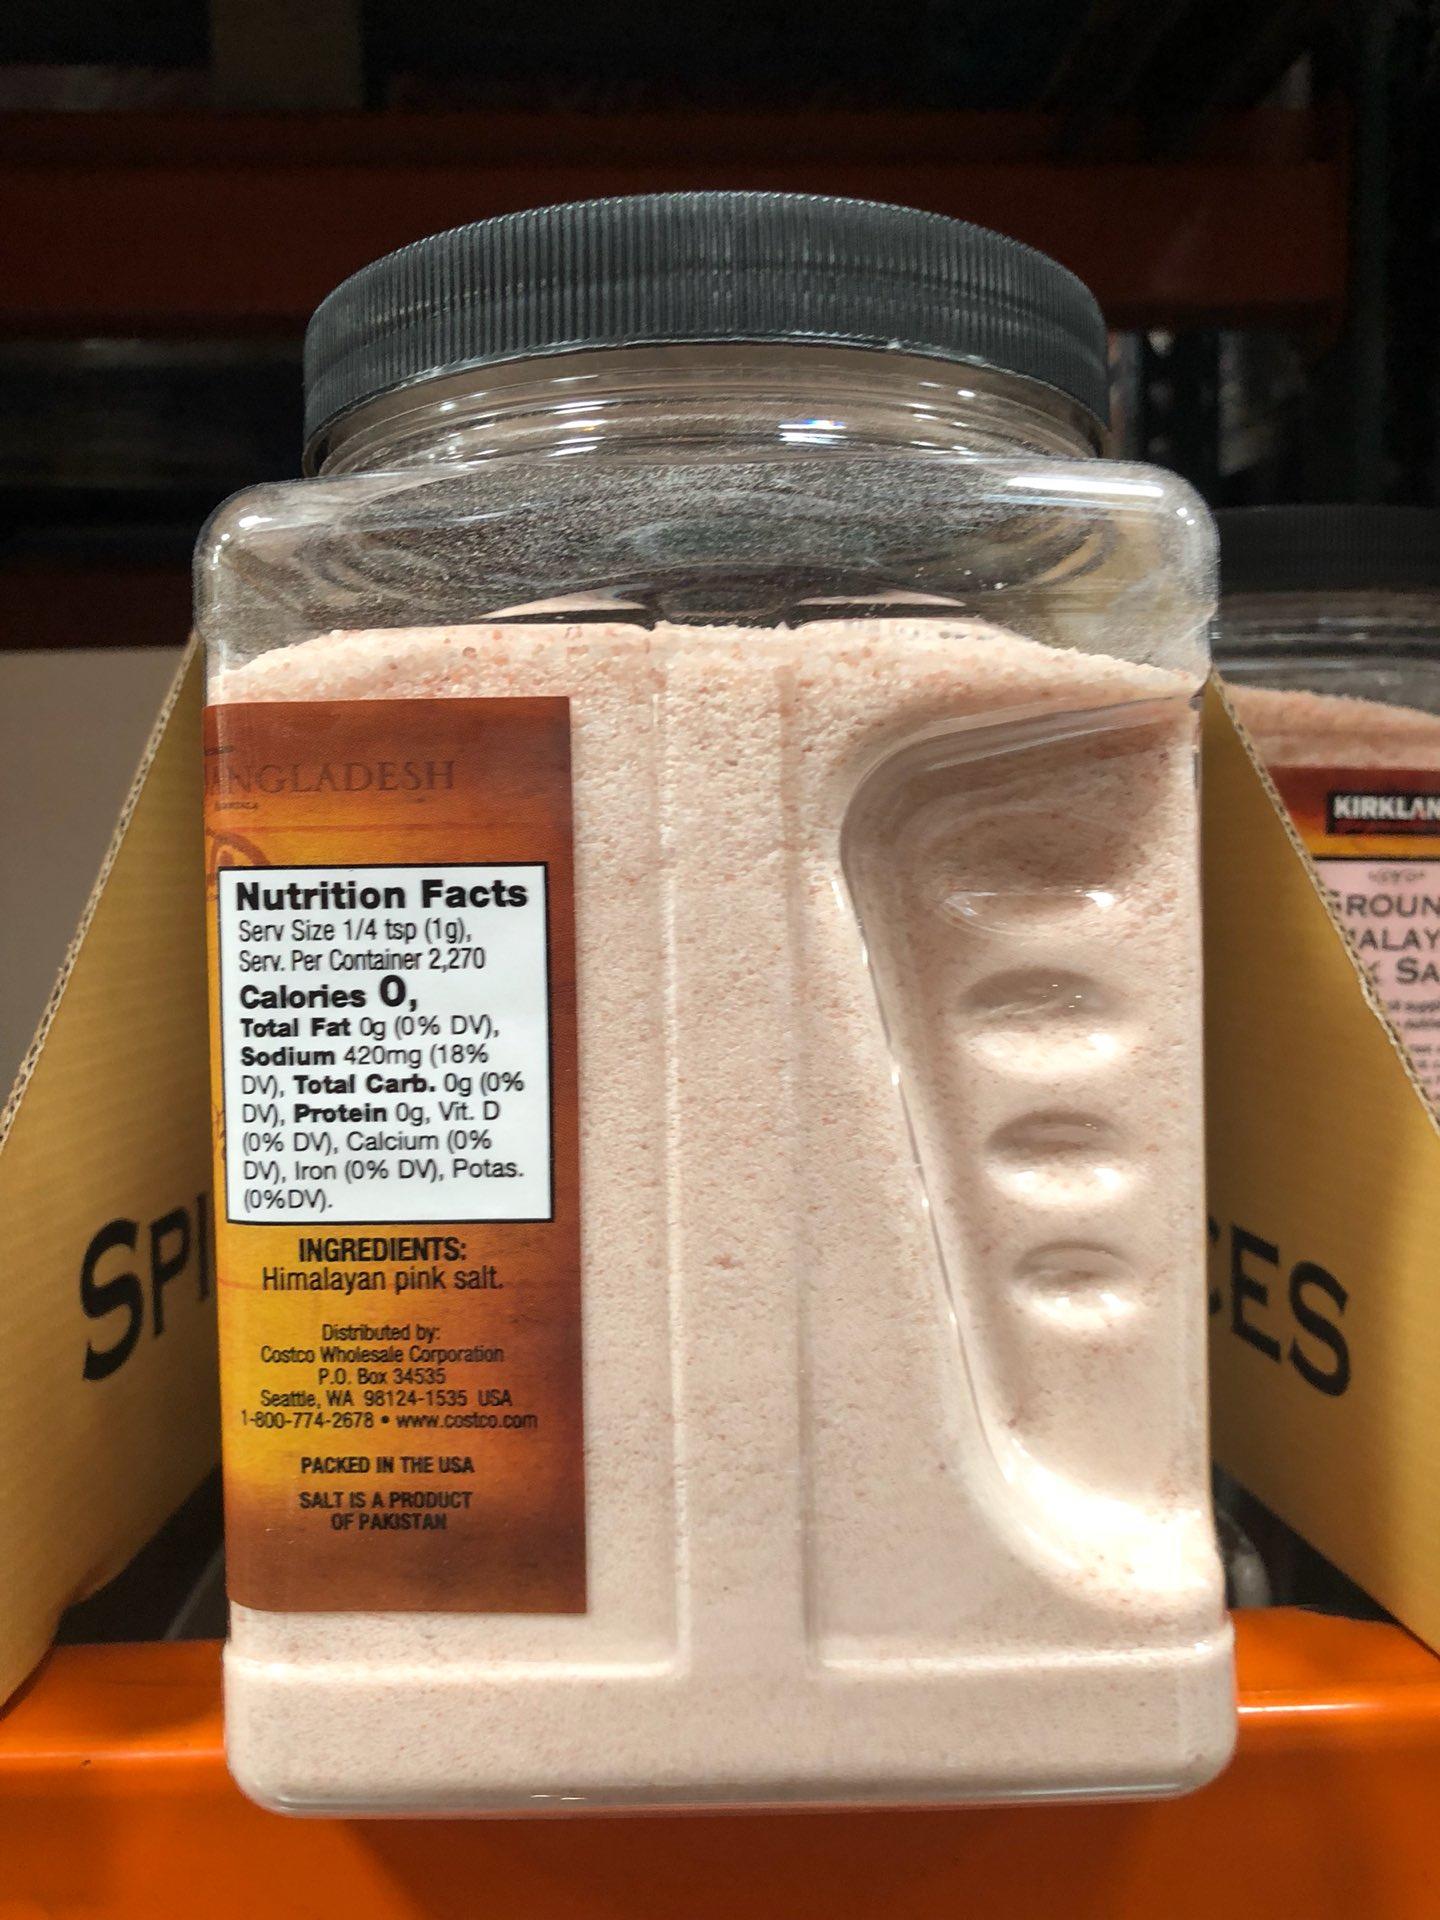 ANGLADESH
Nutrition Facts
Serv Size 1/4 tsp (1g),
Serv. Per Container 2,270
Calories 0,
Total Fat 0g (0% DV),
Sodium 420mg (18%
DV), Total Carb. 0g (0%
DV), Protein 0g, Vit. D
(0% DV), Calcium (0%
DV), Iron (0% DV), Potas.
(0%DV).
INGREDIENTS:
Himalayan pink salt.
Distributed by:
Costco Wholesale Corporation
P.O. Box 34535
Seattle, WA 98124-1535 USA
1-800-774-2678 • www.costco.com
PACKED IN THE USA
SALT IS A PRODUCT
OF PAKISTAN
SPI
CES
KIRKLAN
GROUN
ALAY
K SA